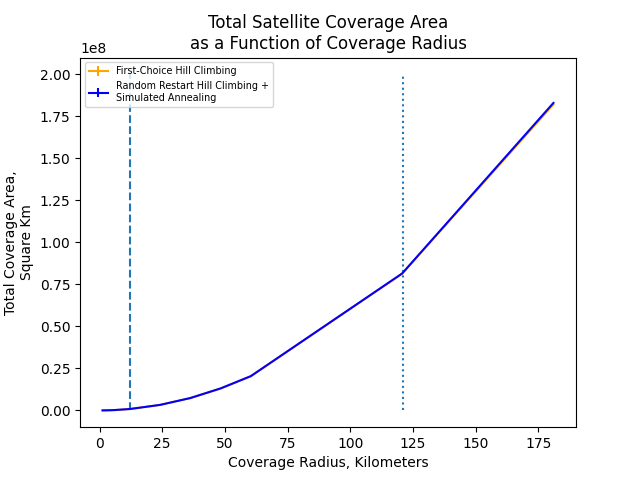 Total Satellite Coverage Area
as a Function of Coverage Radius
1e8
First-Choice Hill Climbing
Random Restart Hill Climbing +
Simulated Annealing
2.00
1.75
1.50
1.25
1.00
0.75
0.50
0.25
0.00
Total Coverage Area,
Square Km
0
25
50
75
100
125
150
175
Coverage Radius, Kilometers